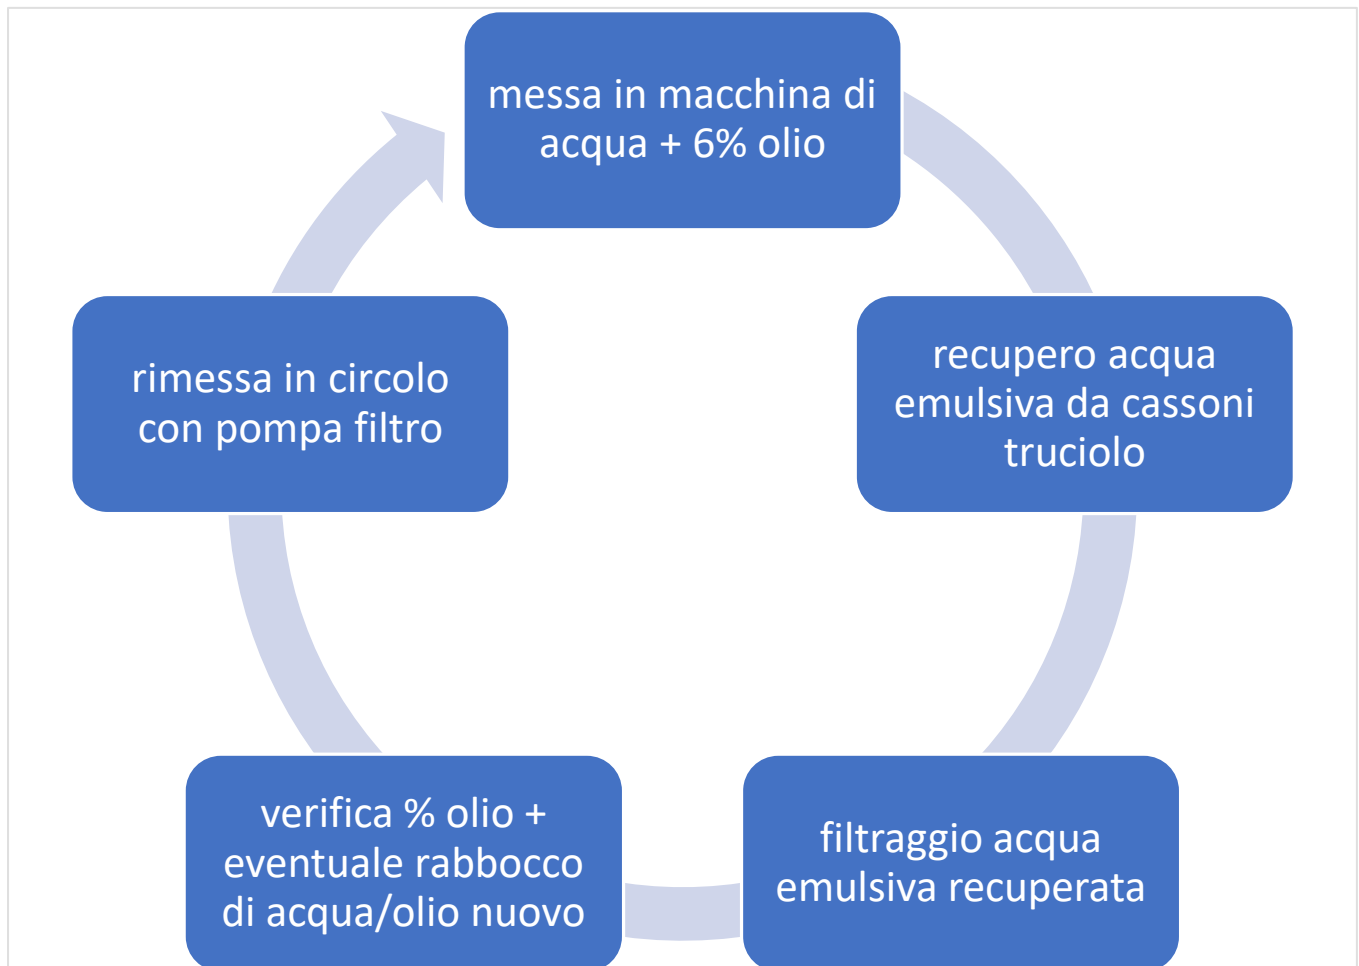 messa in macchina di
acqua + 6% olio
recupero acqua
emulsiva da cassoni
truciolo
filtraggio acqua
emulsiva recuperata
verifica % olio +
eventuale rabbocco
di acqua/olio nuovo
rimessa in circolo
con pompa filtro